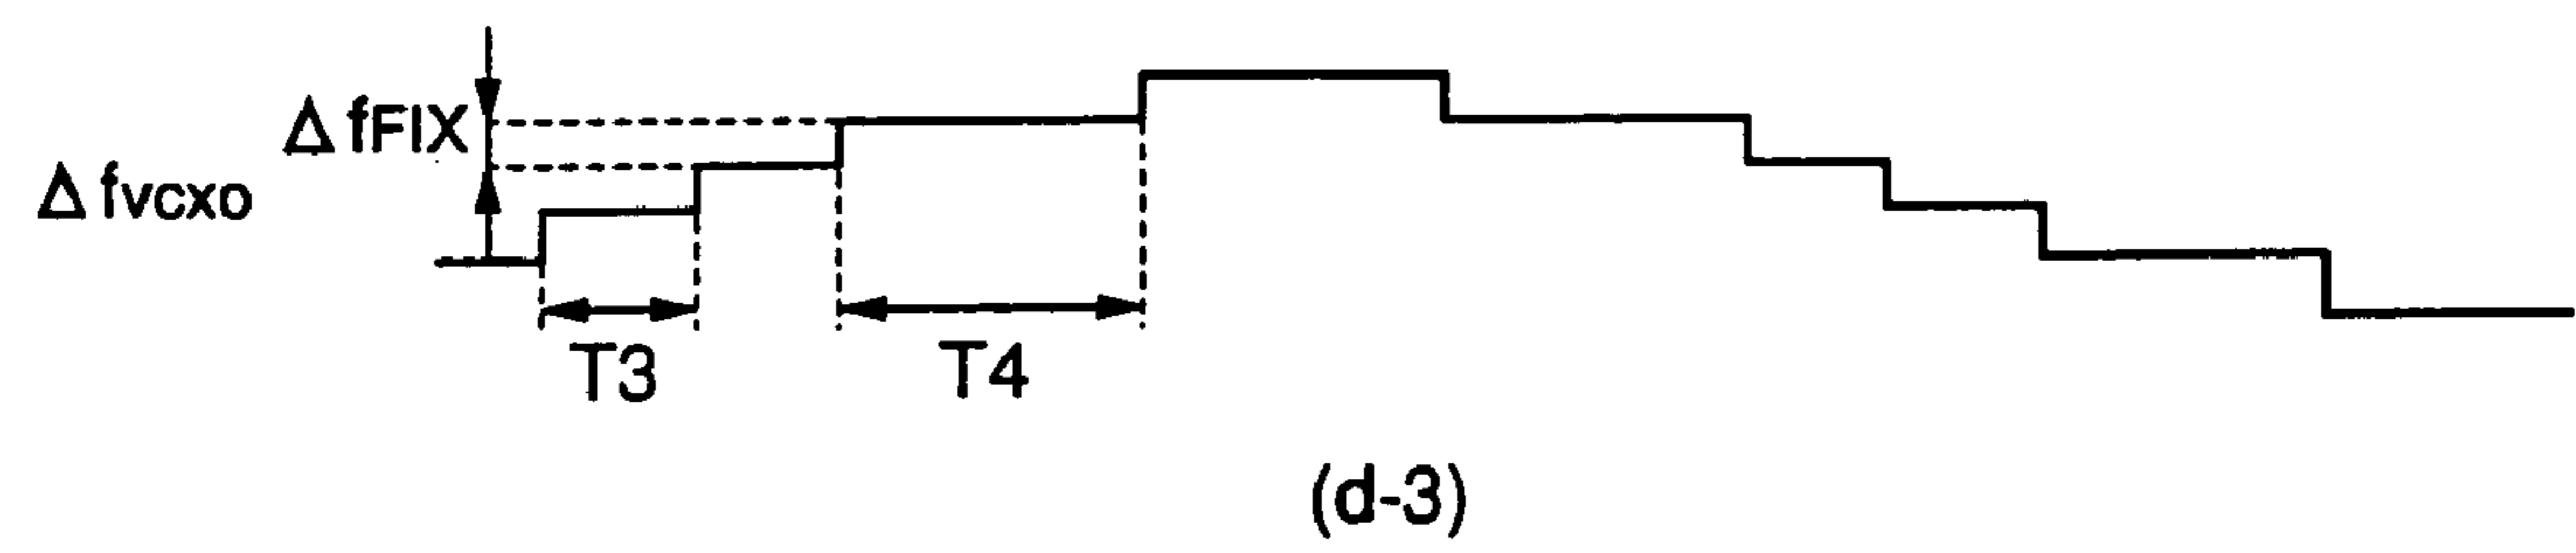 Δ fFIX
Δ fvcxo
T3
T4
(d-3)